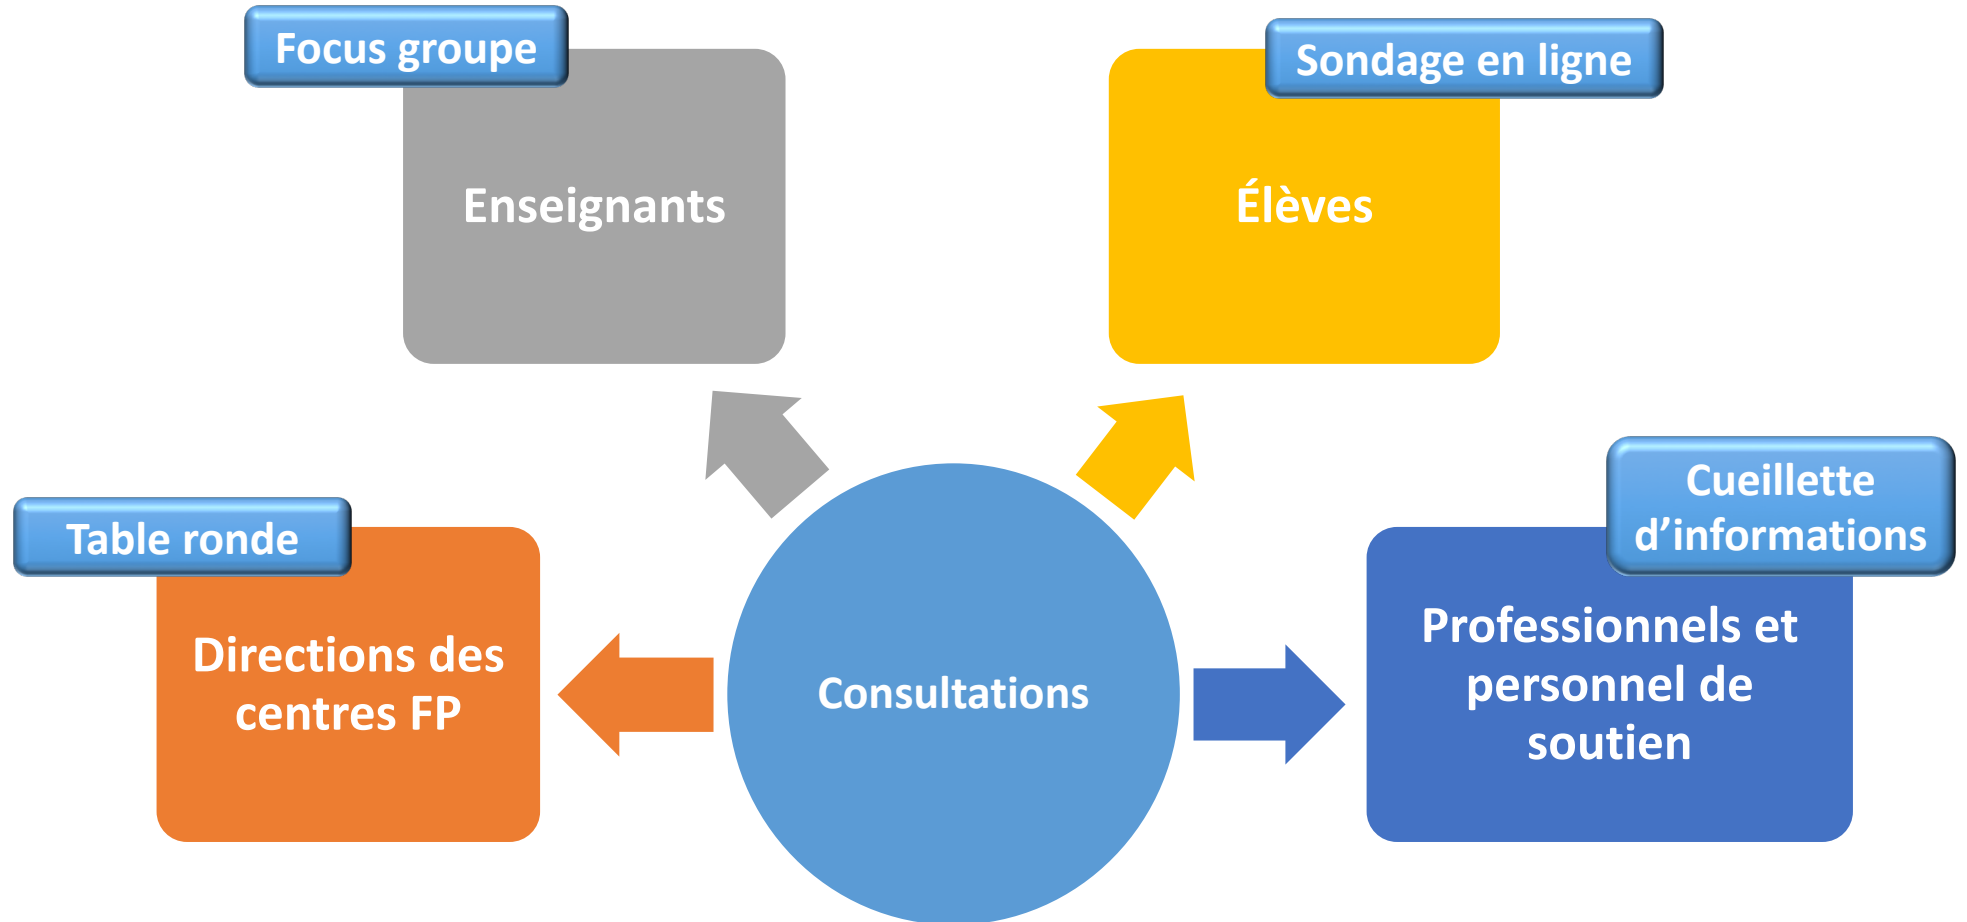 Focus groupe
Enseignants
Sondage en ligne
Élèves
Table ronde
Directions des
centres FP
Consultations
Cueillette
d’informations
Professionnels et
personnel de
soutien